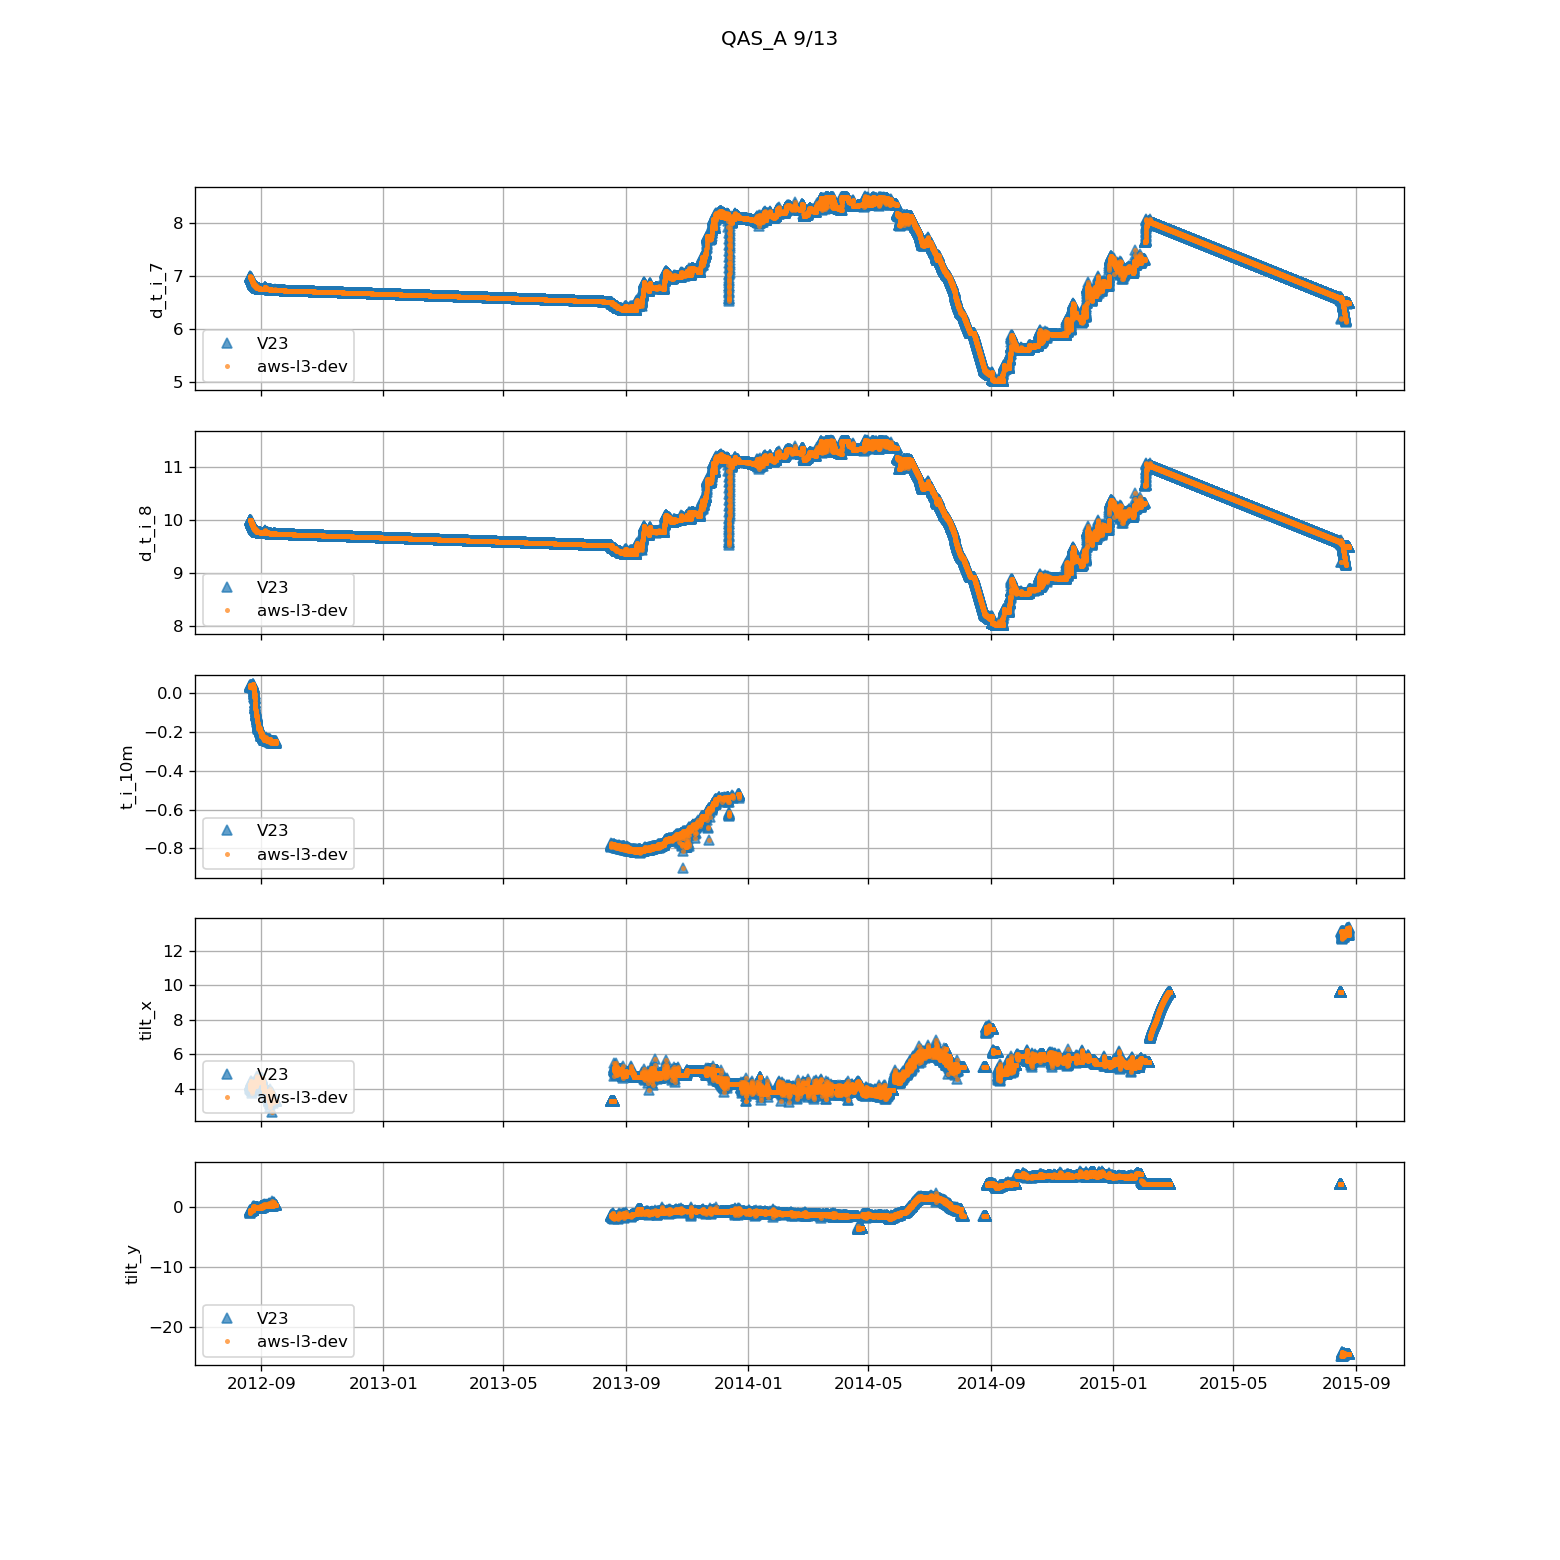 QAS_A 9/13
8
7
6
5
d_t_i_7
V23
aws-l3-dev
11
10
9
8
d_t_i_8
V23
aws-l3-dev
0.0
−0.2
−0.4
−0.6
−0.8
t_i_10m
V23
aws-l3-dev
12
10
8
6
4
tilt_x
V23
aws-l3-dev
0
−10
−20
tilt_y
V23
aws-l3-dev
2012-09 2013-01 2013-05 2013-09 2014-01 2014-05 2014-09 2015-01 2015-05 2015-09